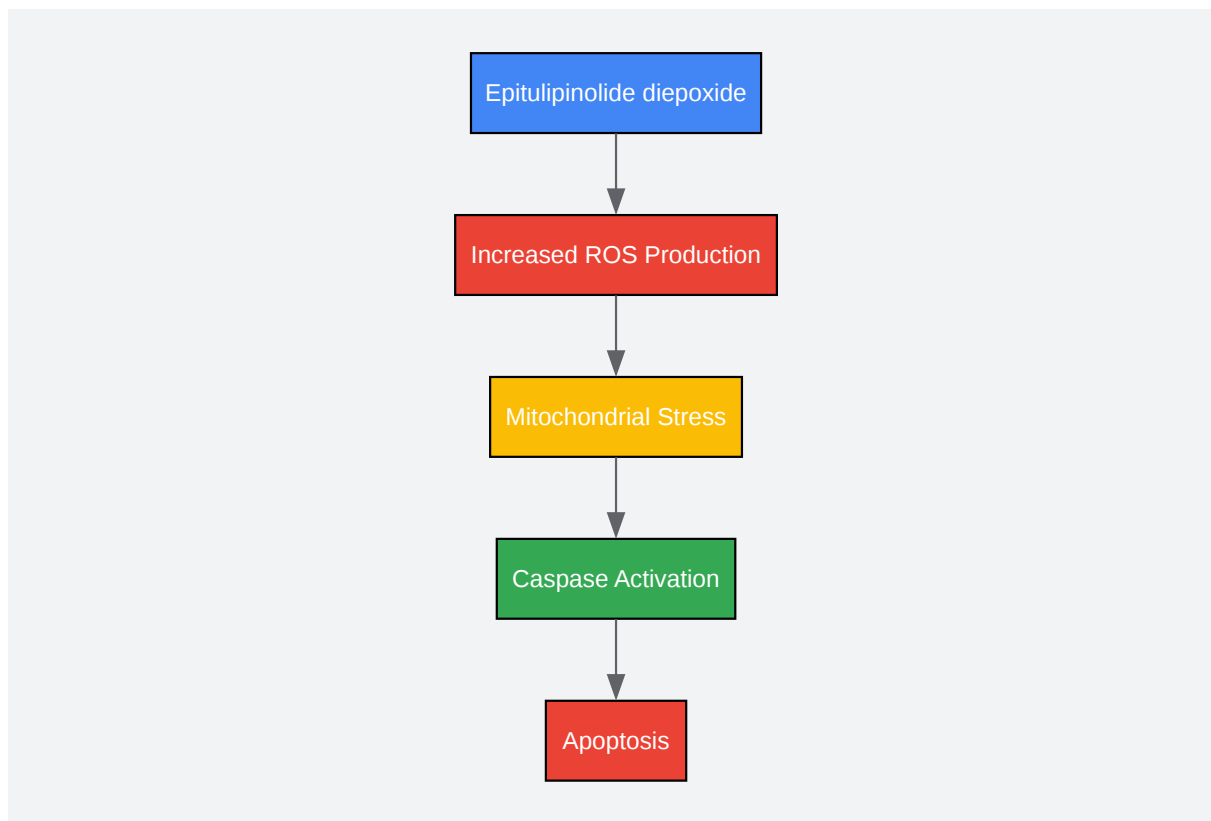 Epitulipinolide diepoxide
Increased ROS Production
Mitochondrial Stress
Caspase Activation
Apoptosis